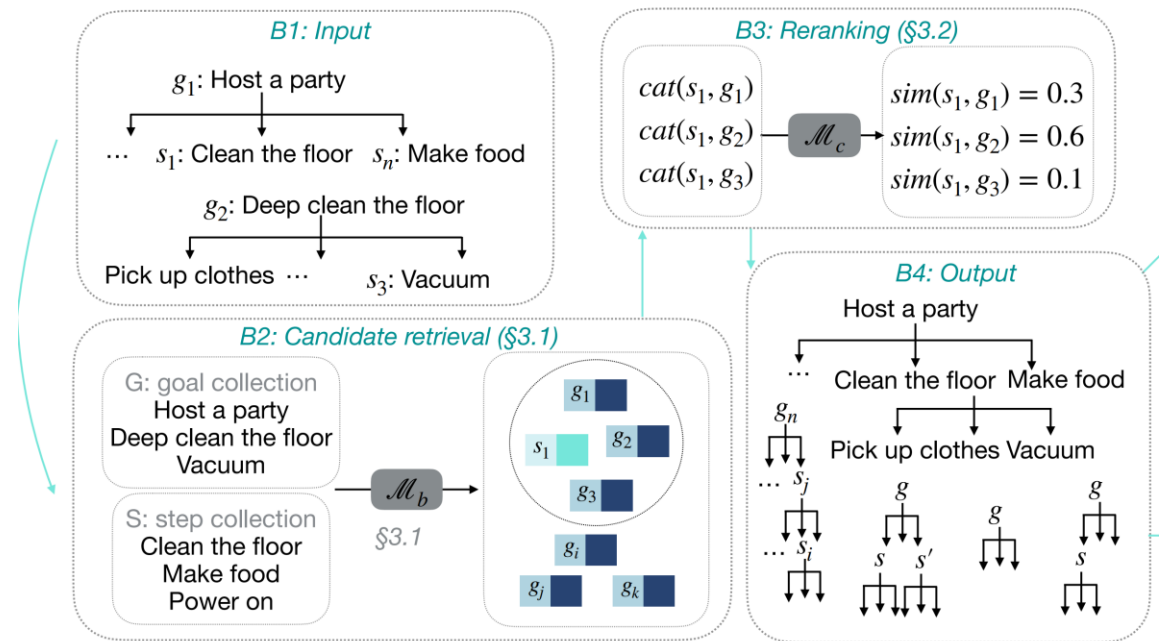 B1: Input
g₁: Host a party
... s₁: Clean the floor sₙ: Make food
g₂: Deep clean the floor
Pick up clothes ... s₃: Vacuum
B2: Candidate retrieval (§3.1)
G: goal collection
Host a party
Deep clean the floor
Vacuum
S: step collection
Clean the floor
Make food
Power on
ℳ_b
§3.1
g₁
s₁
g₂
g₃
gᵢ
gⱼ
gₖ
B3: Reranking (§3.2)
cat(s₁, g₁)
cat(s₁, g₂)
cat(s₁, g₃)
ℳ_c
sim(s₁, g₁) = 0.3
sim(s₁, g₂) = 0.6
sim(s₁, g₃) = 0.1
B4: Output
Host a party
... Clean the floor Make food
Pick up clothes Vacuum
gₙ
... sⱼ
... sᵢ
g
s s′
g
g
s